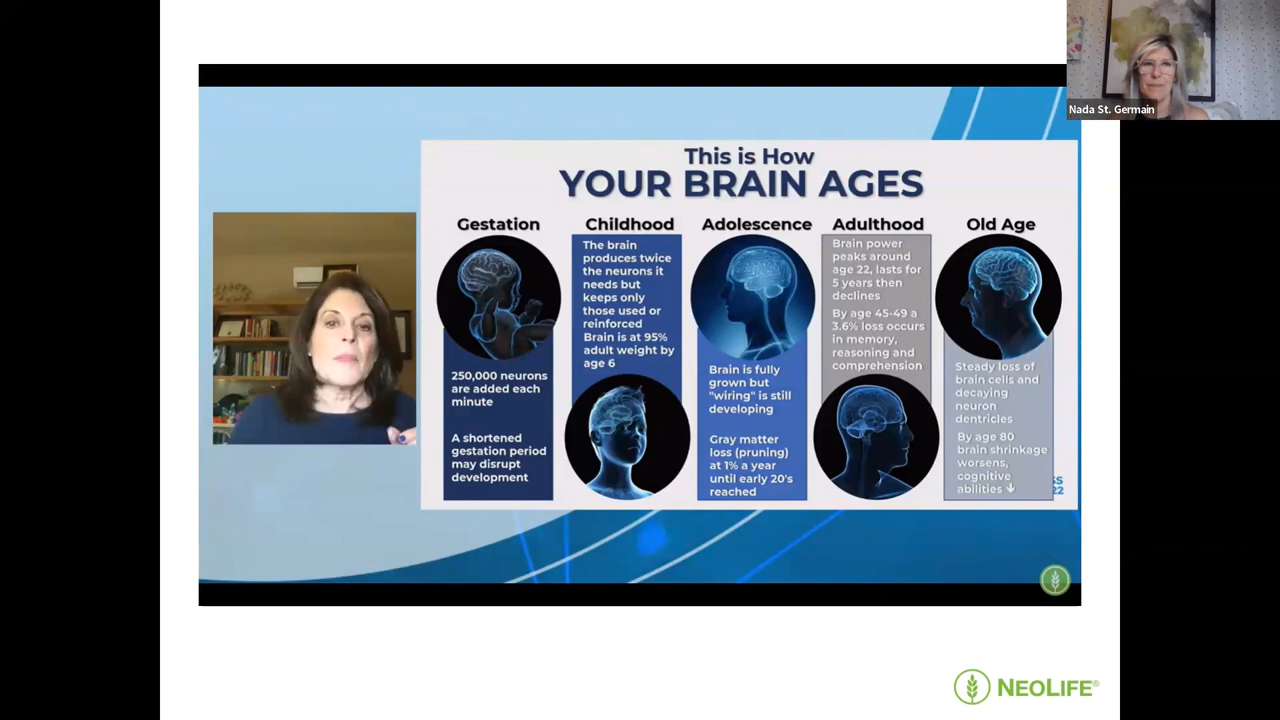 Nada St. Germain
This is How
YOUR BRAIN AGES
Gestation
250,000 neurons
are added each
minute
A shortened
gestation period
may disrupt
development
Childhood
The brain
produces twice
the neurons it
needs but
keeps only
those used or
reinforced
Brain is at 95%
adult weight by
age 6
Adolescence
Brain is fully
grown but
"wiring" is still
developing
Gray matter
loss (pruning)
at 1% a year
until early 20's
reached
Adulthood
Brain power
peaks around
age 22, lasts for
5 years then
declines
By age 45-49 a
3.6% loss occurs
in memory,
reasoning and
comprehension
Old Age
Steady loss of
brain cells and
decaying
neuron
dentricles
By age 80
brain shrinkage
worsens,
cognitive
abilities ↓
22
NEOLIFE®